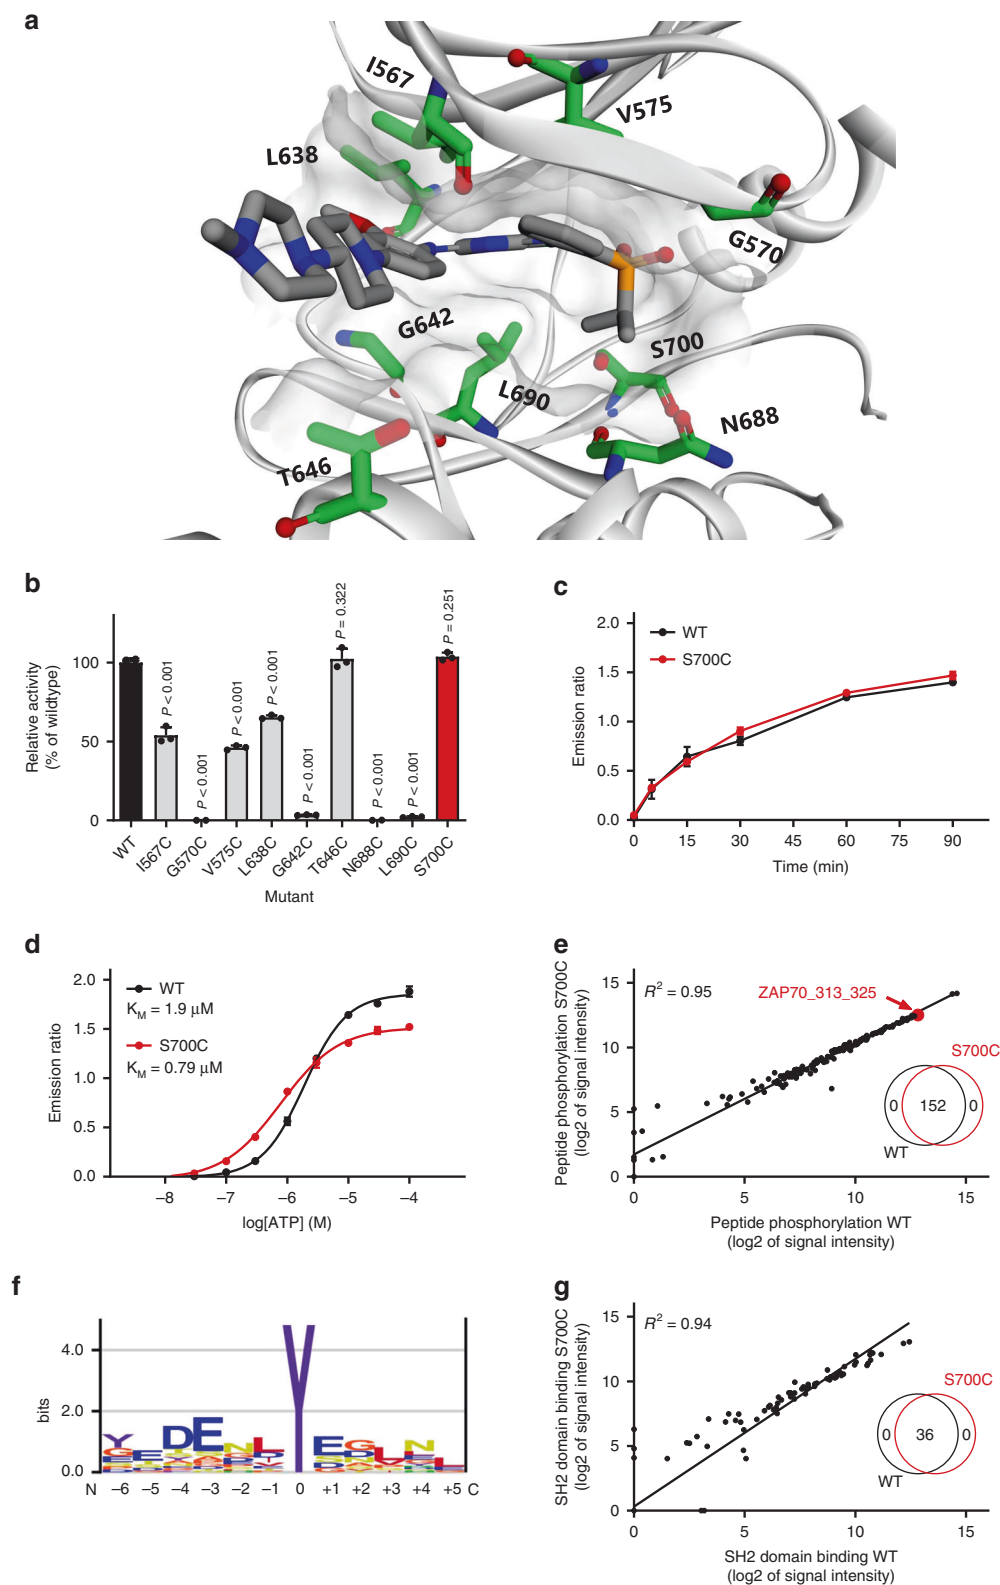 a
I567
V575
L638
G570
G642
S700
L690
N688
T646
b
Relative activity
(% of wildtype)
100
50
0
P < 0.001
P < 0.001
P < 0.001
P < 0.001
P < 0.001
P = 0.322
P < 0.001
P < 0.001
P = 0.251
WT
I567C
G570C
V575C
L638C
G642C
T646C
N688C
L690C
S700C
Mutant
c
Emission ratio
2.0
1.5
1.0
0.5
0.0
WT
S700C
0 15 30 45 60 75 90
Time (min)
d
Emission ratio
2.0
1.5
1.0
0.5
0.0
WT
KM = 1.9 μM
S700C
KM = 0.79 μM
–8 –7 –6 –5 –4
log[ATP] (M)
e
Peptide phosphorylation S700C
(log2 of signal intensity)
15
10
5
0
R2 = 0.95
ZAP70_313_325
S700C
0 152 0
WT
0 5 10 15
Peptide phosphorylation WT
(log2 of signal intensity)
f
bits
4.0
2.0
0.0
N –6 –5 –4 –3 –2 –1 0 +1 +2 +3 +4 +5 C
g
SH2 domain binding S700C
(log2 of signal intensity)
15
10
5
0
R2 = 0.94
S700C
0 36 0
WT
0 5 10 15
SH2 domain binding WT
(log2 of signal intensity)